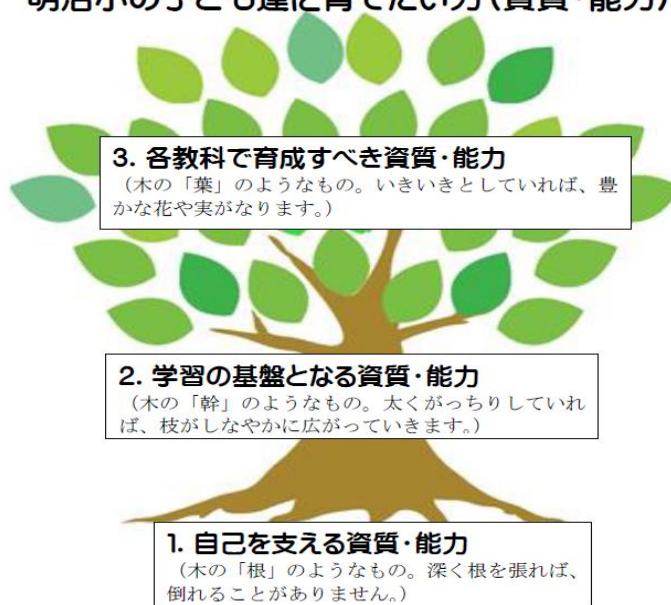 明治小の子ども達に育てたい力(資質・能力)
3. 各教科で育成すべき資質・能力
(木の「葉」のようなもの。いきいきとしていれば、豊
かな花や実がなります。)
2. 学習の基盤となる資質・能力
(木の「幹」のようなもの。太くがっちりしていれ
ば、枝がしなやかに広がっていきます。)
1. 自己を支える資質・能力
(木の「根」のようなもの。深く根を張れば、
倒れることがありません。)